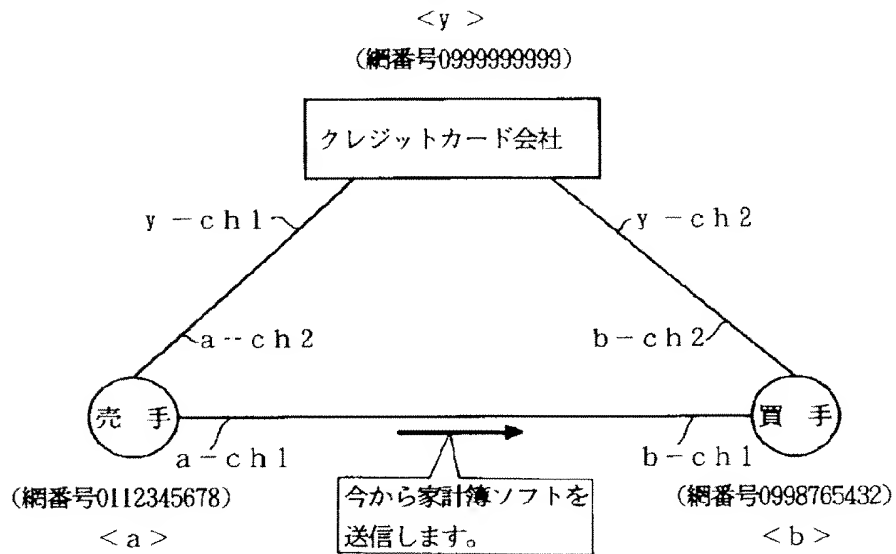 <y>
(網番号0999999999)
クレジットカード会社
y-ch1
y-ch2
a--ch2
b-ch2
売手
買手
a-ch1
b-ch1
(網番号0112345678)
<a>
今から家計簿ソフトを
送信します。
(網番号0998765432)
<b>